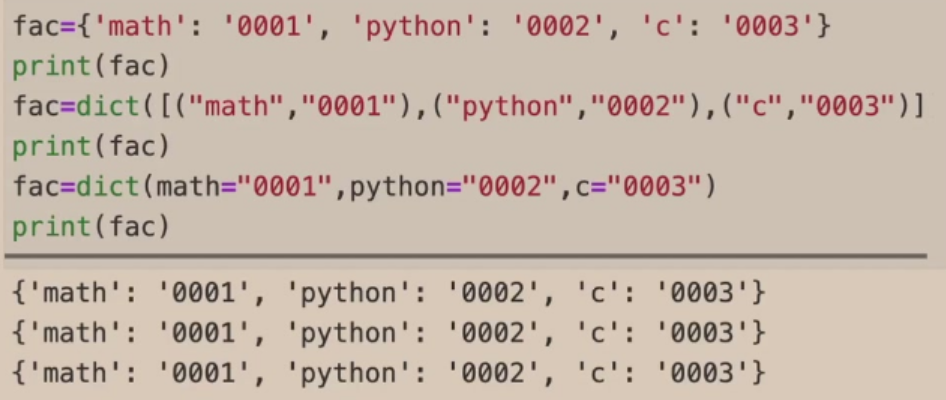 fac={'math': '0001', 'python': '0002', 'c': '0003'}
print(fac)
fac=dict([("math","0001"),("python","0002"),("c","0003")]
print(fac)
fac=dict(math="0001",python="0002",c="0003")
print(fac)
{'math': '0001', 'python': '0002', 'c': '0003'}
{'math': '0001', 'python': '0002', 'c': '0003'}
{'math': '0001', 'python': '0002', 'c': '0003'}